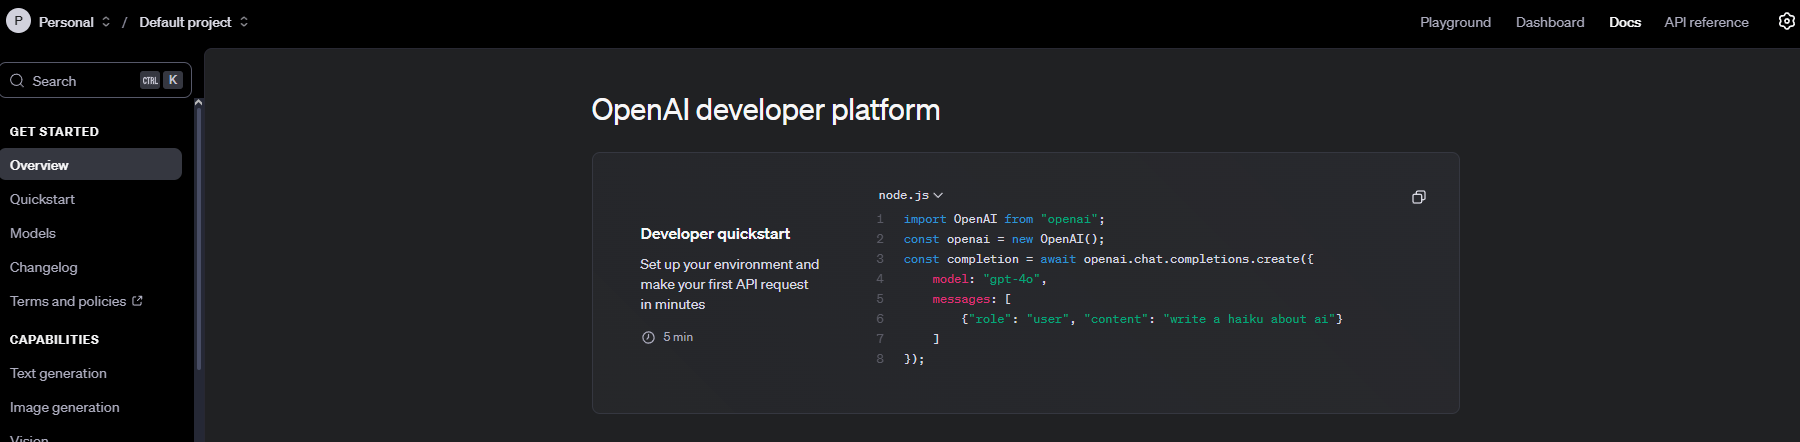 P Personal / Default project
Playground Dashboard Docs API reference
Search CTRL K
GET STARTED
Overview
Quickstart
Models
Changelog
Terms and policies
CAPABILITIES
Text generation
Image generation
Vision
OpenAI developer platform
Developer quickstart
Set up your environment and
make your first API request
in minutes
5 min
node.js
1 import OpenAI from "openai";
2 const openai = new OpenAI();
3 const completion = await openai.chat.completions.create({
4     model: "gpt-4o",
5     messages: [
6         {"role": "user", "content": "write a haiku about ai"}
7     ]
8 });